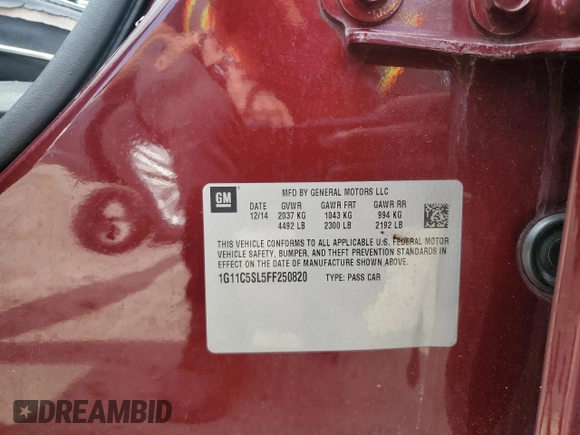 GM
MFD BY GENERAL MOTORS LLC
DATE GVWR GAWR FRT GAWR RR
12/14 2037 KG 1043 KG 994 KG
4492 LB 2300 LB 2192 LB
THIS VEHICLE CONFORMS TO ALL APPLICABLE U.S. FEDERAL MOTOR
VEHICLE SAFETY, BUMPER, AND THEFT PREVENTION STANDARDS IN
EFFECT ON THE DATE OF MANUFACTURE SHOWN ABOVE.
1G11C5SL5FF250820 TYPE: PASS CAR
DREAMBID